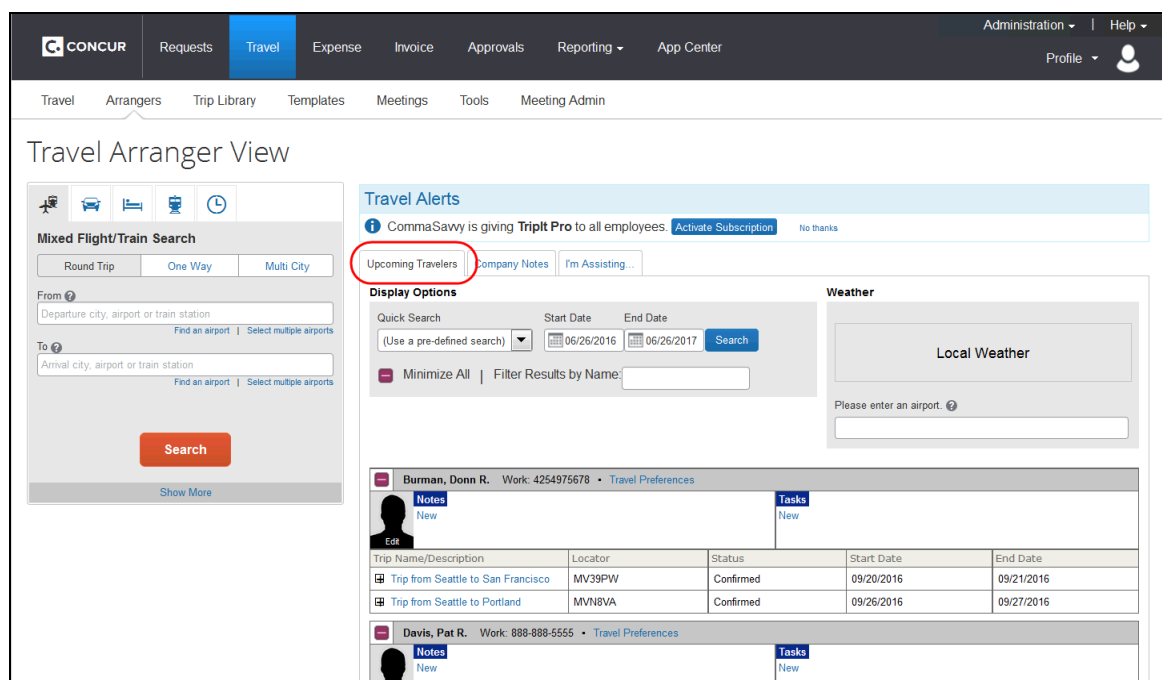 Administration | Help
C. CONCUR Requests Travel Expense Invoice Approvals Reporting App Center
Profile
Travel Arrangers Trip Library Templates Meetings Tools Meeting Admin
Travel Arranger View
Mixed Flight/Train Search
Round Trip One Way Multi City
From ?
Departure city, airport or train station
Find an airport | Select multiple airports
To ?
Arrival city, airport or train station
Find an airport | Select multiple airports
Search
Show More
Travel Alerts
i CommaSavvy is giving TripIt Pro to all employees. Activate Subscription No thanks
Upcoming Travelers Company Notes I'm Assisting...
Display Options
Quick Search Start Date End Date
(Use a pre-defined search) 06/26/2016 06/26/2017 Search
Minimize All | Filter Results by Name:
Weather
Local Weather
Please enter an airport. ?
Burman, Donn R. Work: 4254975678 • Travel Preferences
Notes Tasks
New New
Edit
Trip Name/Description Locator Status Start Date End Date
Trip from Seattle to San Francisco MV39PW Confirmed 09/20/2016 09/21/2016
Trip from Seattle to Portland MVN8VA Confirmed 09/26/2016 09/27/2016
Davis, Pat R. Work: 888-888-5555 • Travel Preferences
Notes Tasks
New New